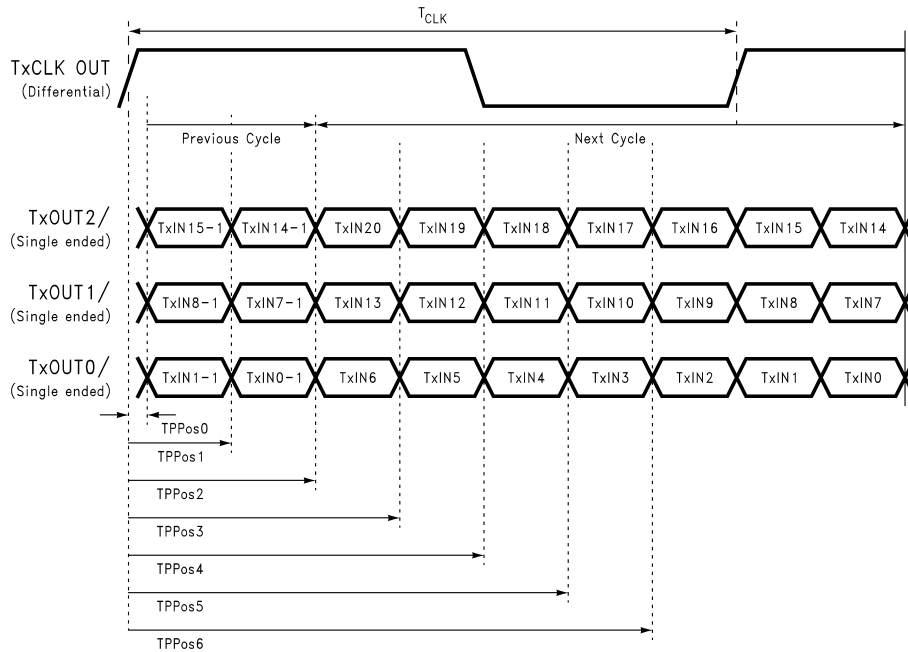 T_CLK
TxCLK OUT
(Differential)
Previous Cycle
Next Cycle
TxOUT2/
(Single ended)
TxIN15-1 TxIN14-1 TxIN20 TxIN19 TxIN18 TxIN17 TxIN16 TxIN15 TxIN14
TxOUT1/
(Single ended)
TxIN8-1 TxIN7-1 TxIN13 TxIN12 TxIN11 TxIN10 TxIN9 TxIN8 TxIN7
TxOUT0/
(Single ended)
TxIN1-1 TxIN0-1 TxIN6 TxIN5 TxIN4 TxIN3 TxIN2 TxIN1 TxIN0
TPPos0
TPPos1
TPPos2
TPPos3
TPPos4
TPPos5
TPPos6